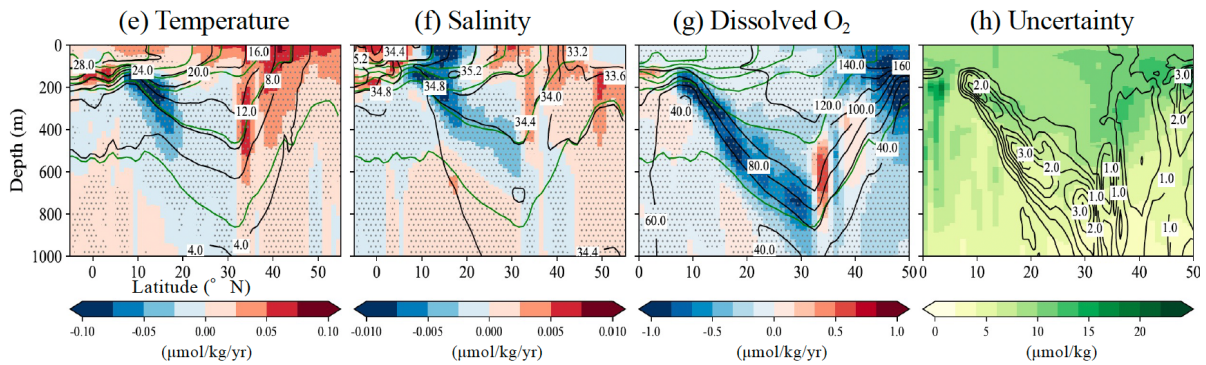 (e) Temperature
(f) Salinity
(g) Dissolved O₂
(h) Uncertainty
Depth (m)
0
200
400
600
800
1000
28.0
24.0
20.0
16.0
8.0
12.0
4.0
4.0
0 10 20 30 40 50
Latitude (° N)
5.2
34.4
34.8
34.8
35.2
33.2
33.6
34.0
34.4
34.4
0 10 20 30 40 50
140.0
160
120.0
100.0
40.0
40.0
80.0
60.0
40.0
0 10 20 30 40 50
2.0
3.0
2.0
3.0
2.0
1.0
1.0
1.0
3.0
2.0
1.0
0 10 20 30 40 50
-0.10 -0.05 0.00 0.05 0.10
(μmol/kg/yr)
-0.010 -0.005 0.000 0.005 0.010
(μmol/kg/yr)
-1.0 -0.5 0.0 0.5 1.0
(μmol/kg/yr)
0 5 10 15 20
(μmol/kg)